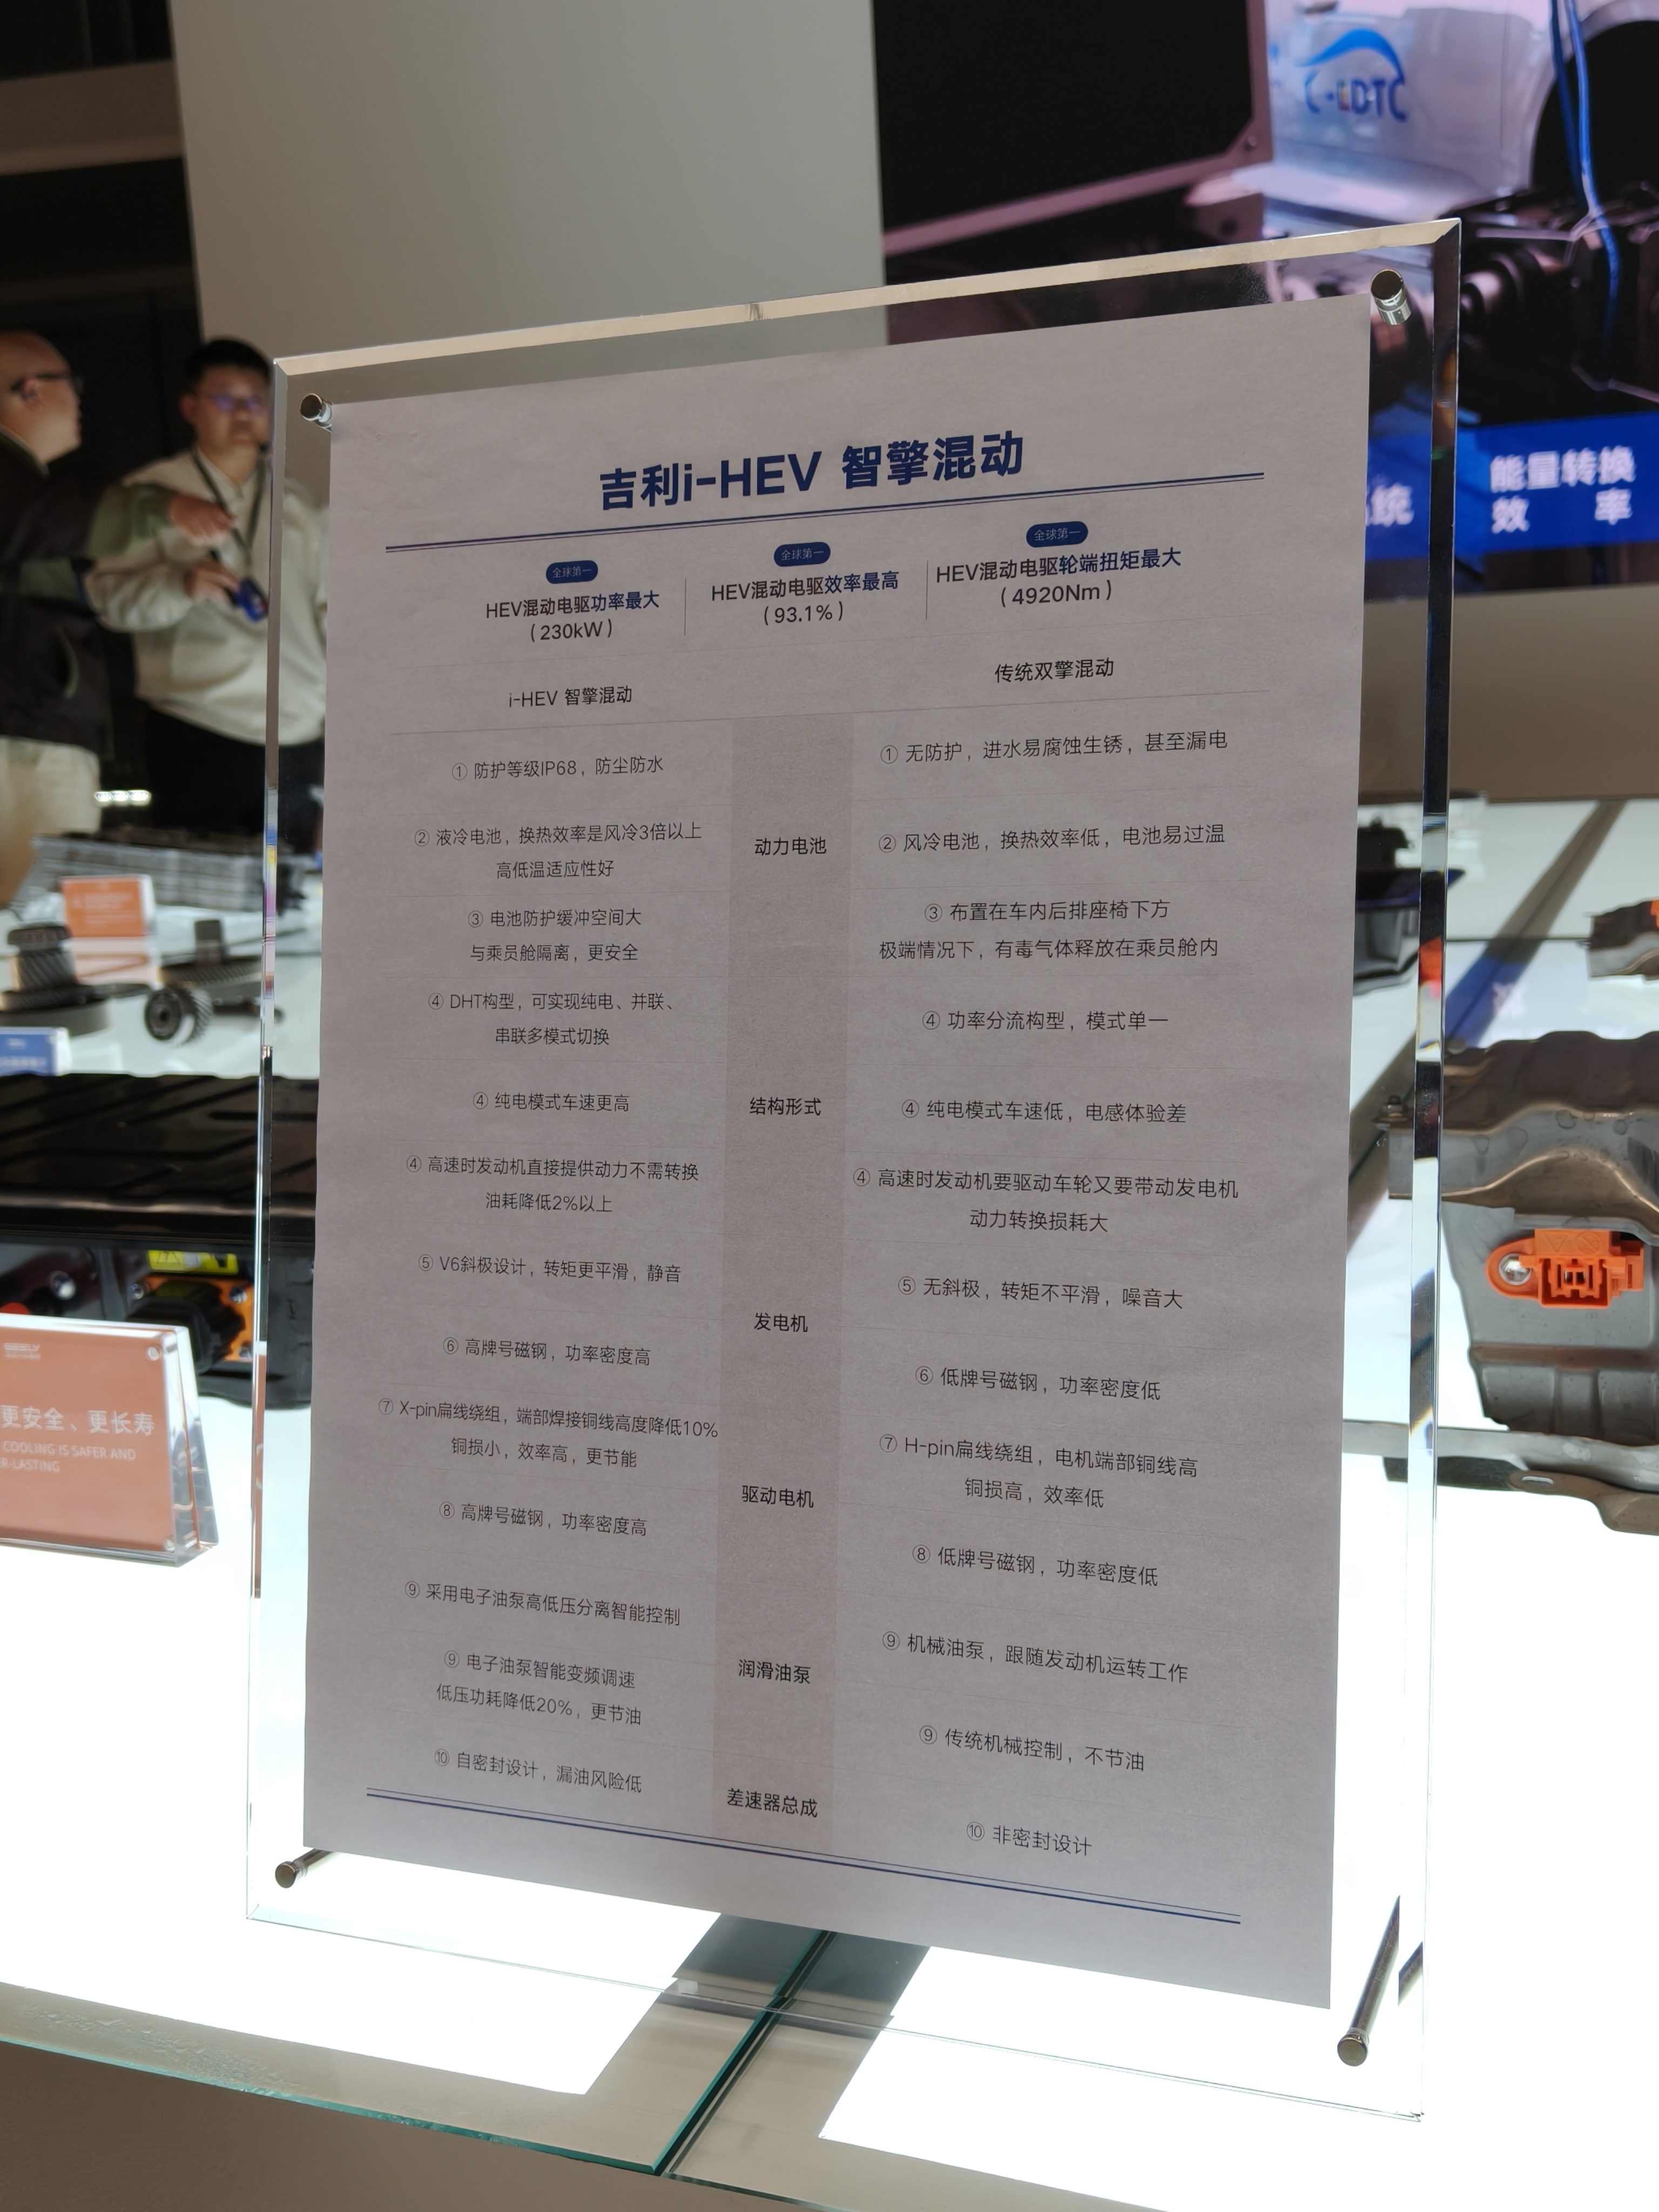 能量转换
效 率
统
吉利i-HEV 智擎混动
全球第一
HEV混动电驱功率最大
（230kW）
全球第一
HEV混动电驱效率最高
（93.1%）
全球第一
HEV混动电驱轮端扭矩最大
（4920Nm）
i-HEV 智擎混动
传统双擎混动
动力电池
① 防护等级IP68，防尘防水
① 无防护，进水易腐蚀生锈，甚至漏电
② 液冷电池，换热效率是风冷3倍以上
高低温适应性好
② 风冷电池，换热效率低，电池易过温
③ 电池防护缓冲空间大
与乘员舱隔离，更安全
③ 布置在车内后排座椅下方
极端情况下，有毒气体释放在乘员舱内
结构形式
④ DHT构型，可实现纯电、并联、
串联多模式切换
④ 功率分流构型，模式单一
④ 纯电模式车速更高
④ 纯电模式车速低，电感体验差
④ 高速时发动机直接提供动力不需转换
油耗降低2%以上
④ 高速时发动机要驱动车轮又要带动发电机
动力转换损耗大
发电机
⑤ V6斜极设计，转矩更平滑，静音
⑤ 无斜极，转矩不平滑，噪音大
⑥ 高牌号磁钢，功率密度高
⑥ 低牌号磁钢，功率密度低
驱动电机
⑦ X-pin扁线绕组，端部焊接铜线高度降低10%
铜损小，效率高，更节能
⑦ H-pin扁线绕组，电机端部铜线高
铜损高，效率低
⑧ 高牌号磁钢，功率密度高
⑧ 低牌号磁钢，功率密度低
润滑油泵
⑨ 采用电子油泵高低压分离智能控制
⑨ 机械油泵，跟随发动机运转工作
⑨ 电子油泵智能变频调速
低压功耗降低20%，更节油
⑨ 传统机械控制，不节油
差速器总成
⑩ 自密封设计，漏油风险低
⑩ 非密封设计
GEELY
更安全、更长寿
COOLING IS SAFER AND
R-LASTING